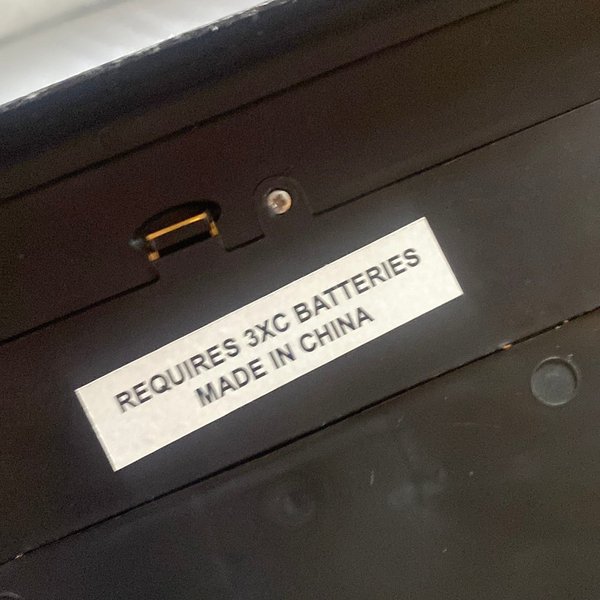 REQUIRES 3XC BATTERIES
MADE IN CHINA